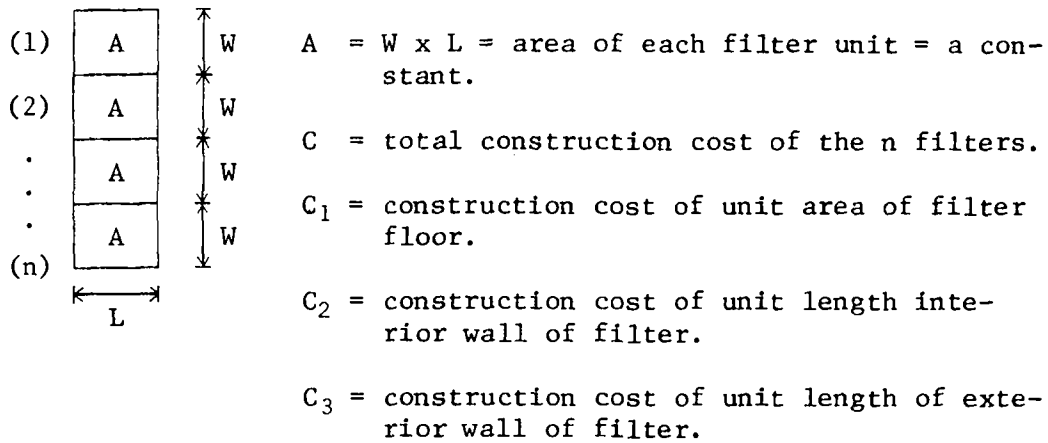 (1) A W
A = W x L = area of each filter unit = a con-
stant.
(2) A W
C = total construction cost of the n filters.
. A W
.
C₁ = construction cost of unit area of filter
floor.
. A W
(n)
L
C₂ = construction cost of unit length inte-
rior wall of filter.
C₃ = construction cost of unit length of exte-
rior wall of filter.